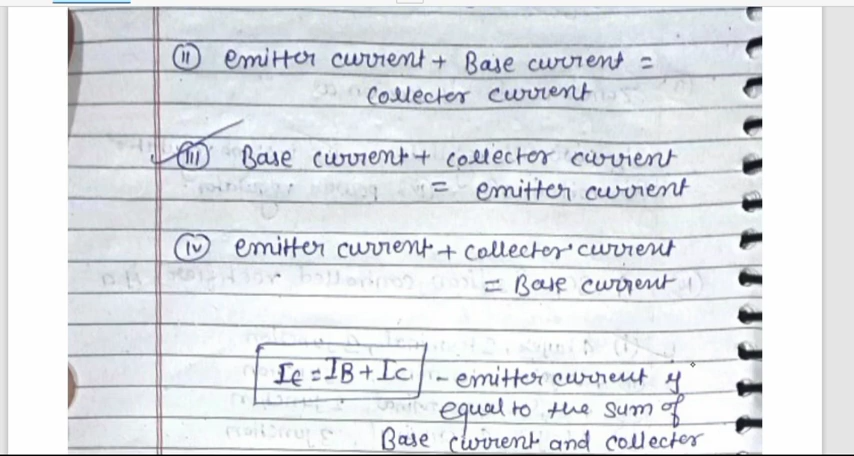 (ii) emitter current + Base current =
collector current
(iii) Base current + collector current
= emitter current
(iv) emitter current + collector current
= Base current
IE = IB + IC - emitter current is
equal to the sum of
Base current and collector